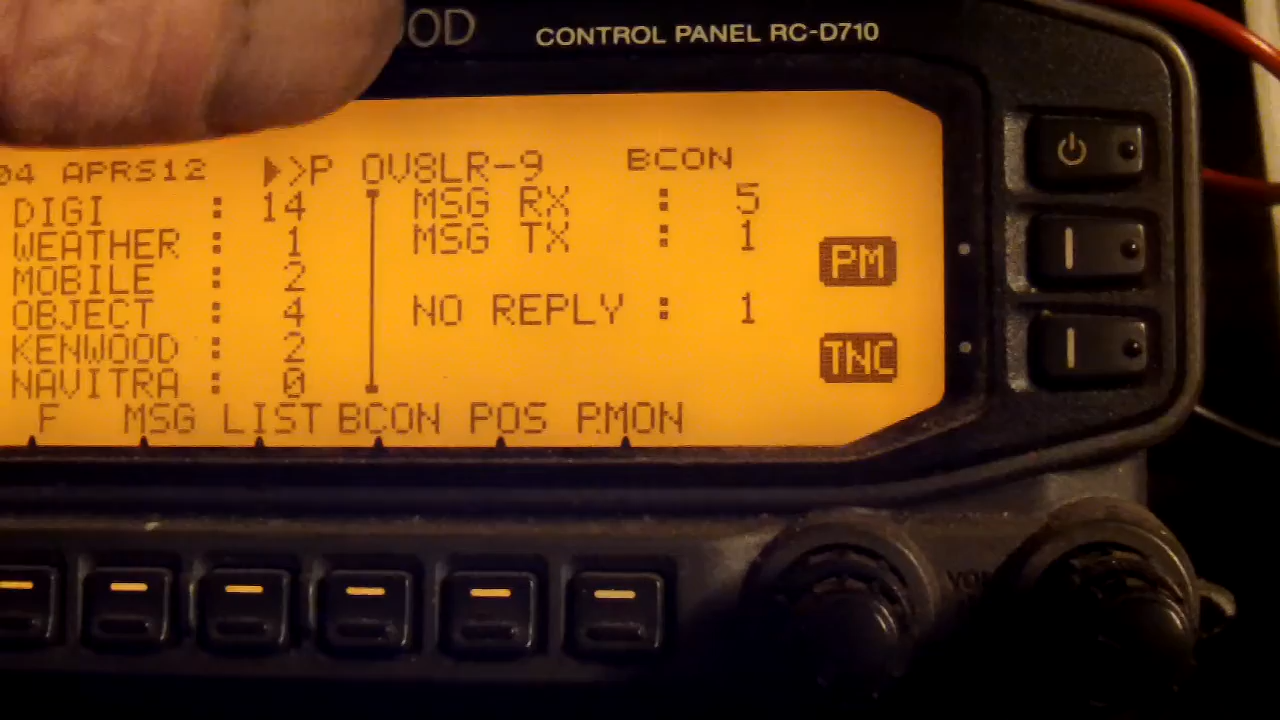 OOD CONTROL PANEL RC-D710
04 APRS12 ▶>P OV8LR-9 BCON
DIGI : 14 MSG RX : 5
WEATHER : 1 MSG TX : 1
PM
MOBILE : 2
OBJECT : 4 NO REPLY : 1
KENWOOD : 2
TNC
NAVITRA : 0
F MSG LIST BCON POS P.MON